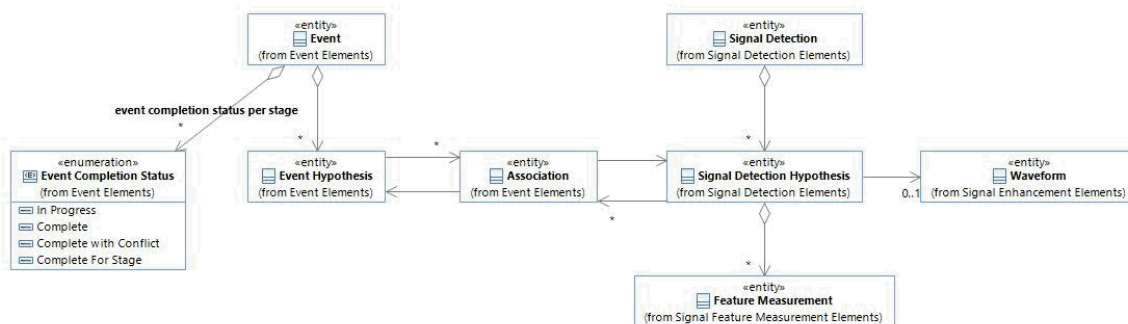 «entity»
Event
(from Event Elements)
«entity»
Signal Detection
(from Signal Detection Elements)
event completion status per stage
*
*
*
«enumeration»
Event Completion Status
(from Event Elements)
In Progress
Complete
Complete with Conflict
Complete For Stage
«entity»
Event Hypothesis
(from Event Elements)
*
«entity»
Association
(from Event Elements)
*
«entity»
Signal Detection Hypothesis
(from Signal Detection Elements)
0..1
«entity»
Waveform
(from Signal Enhancement Elements)
*
«entity»
Feature Measurement
(from Signal Feature Measurement Elements)